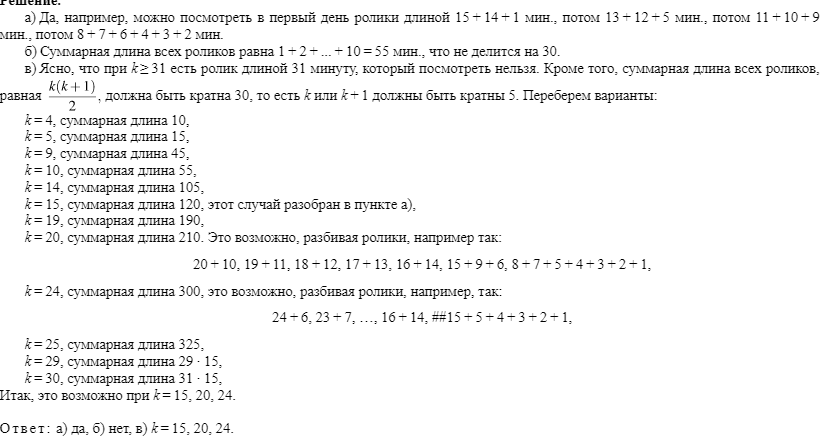 Решение.
а) Да, например, можно посмотреть в первый день ролики длиной 15 + 14 + 1 мин., потом 13 + 12 + 5 мин., потом 11 + 10 + 9
мин., потом 8 + 7 + 6 + 4 + 3 + 2 мин.
б) Суммарная длина всех роликов равна 1 + 2 + ... + 10 = 55 мин., что не делится на 30.
в) Ясно, что при k ≥ 31 есть ролик длиной 31 минуту, который посмотреть нельзя. Кроме того, суммарная длина всех роликов,
равная k(k + 1)/2, должна быть кратна 30, то есть k или k + 1 должны быть кратны 5. Переберем варианты:
k = 4, суммарная длина 10,
k = 5, суммарная длина 15,
k = 9, суммарная длина 45,
k = 10, суммарная длина 55,
k = 14, суммарная длина 105,
k = 15, суммарная длина 120, этот случай разобран в пункте а),
k = 19, суммарная длина 190,
k = 20, суммарная длина 210. Это возможно, разбивая ролики, например так:
20 + 10, 19 + 11, 18 + 12, 17 + 13, 16 + 14, 15 + 9 + 6, 8 + 7 + 5 + 4 + 3 + 2 + 1,
k = 24, суммарная длина 300, это возможно, разбивая ролики, например, так:
24 + 6, 23 + 7, …, 16 + 14, ##15 + 5 + 4 + 3 + 2 + 1,
k = 25, суммарная длина 325,
k = 29, суммарная длина 29 · 15,
k = 30, суммарная длина 31 · 15,
Итак, это возможно при k = 15, 20, 24.
Ответ: а) да, б) нет, в) k = 15, 20, 24.